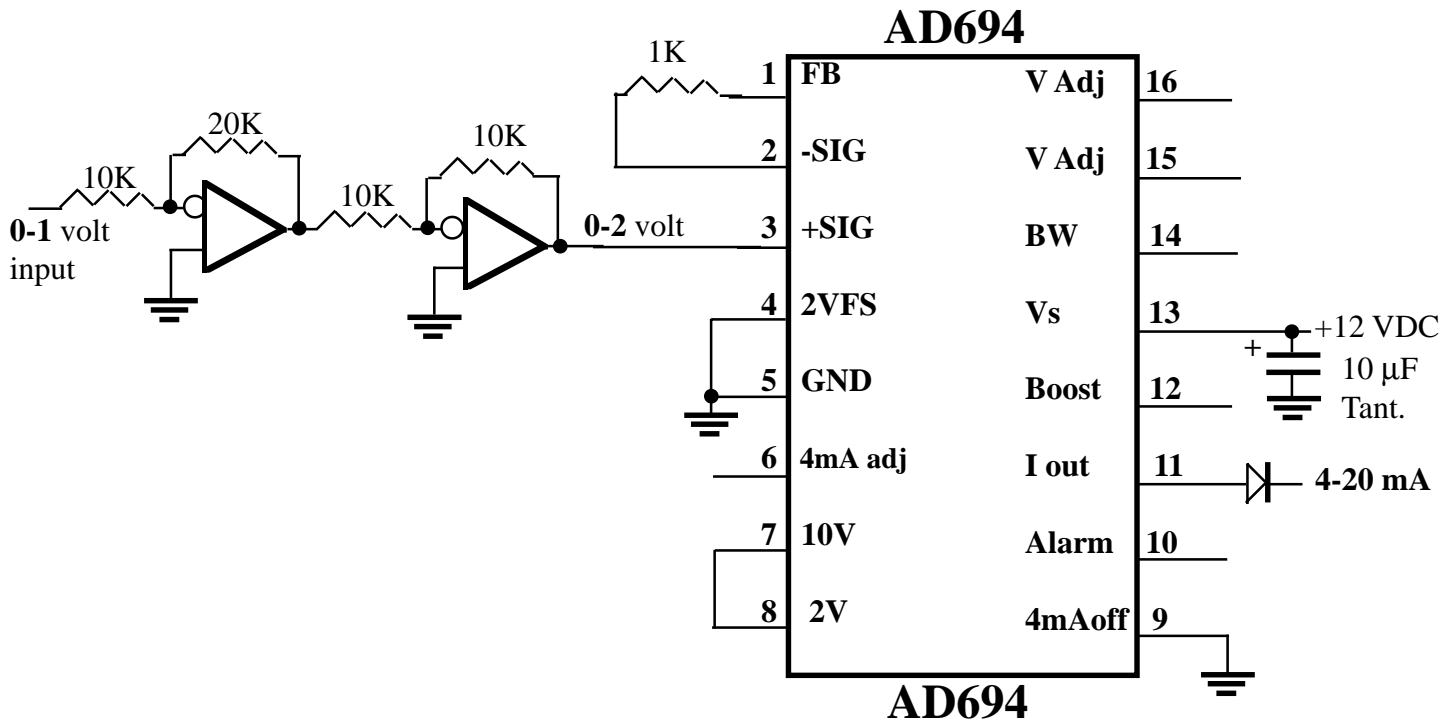 AD694
1K
1 FB
V Adj 16
20K
10K
2 -SIG
V Adj 15
10K
10K
0-1 volt
input
0-2 volt
3 +SIG
BW 14
4 2VFS
Vs 13
+12 VDC
+
10 µF
Tant.
5 GND
Boost 12
6 4mA adj
I out 11
4-20 mA
7 10V
Alarm 10
8 2V
4mAoff 9
AD694